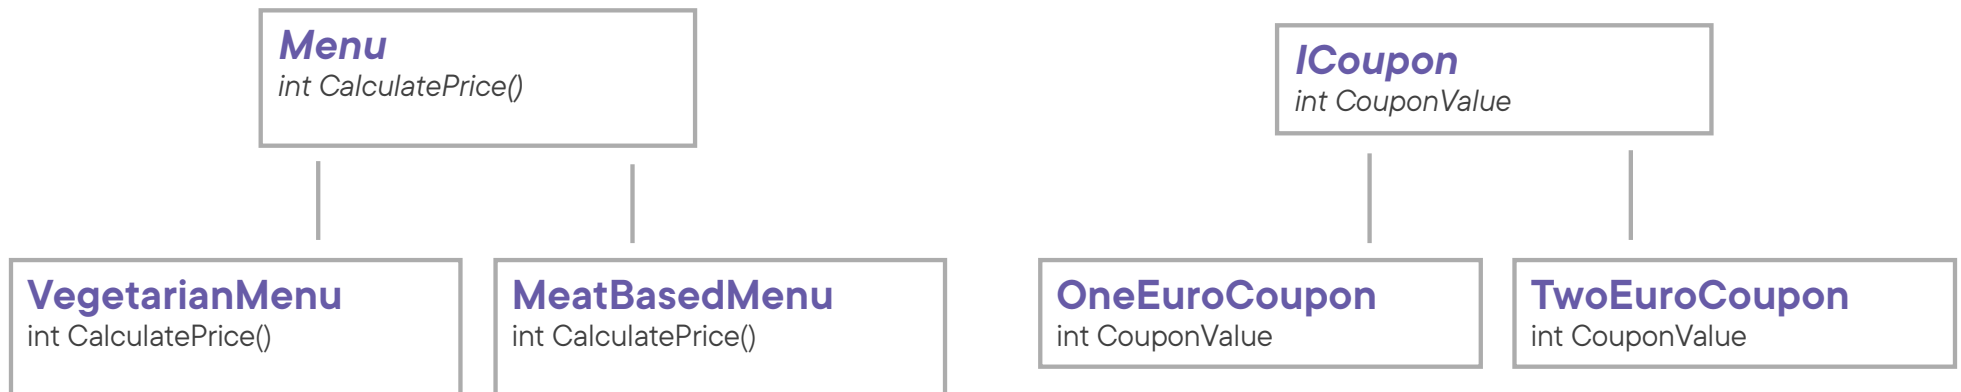 Menu
int CalculatePrice()
ICoupon
int CouponValue
VegetarianMenu
int CalculatePrice()
MeatBasedMenu
int CalculatePrice()
OneEuroCoupon
int CouponValue
TwoEuroCoupon
int CouponValue